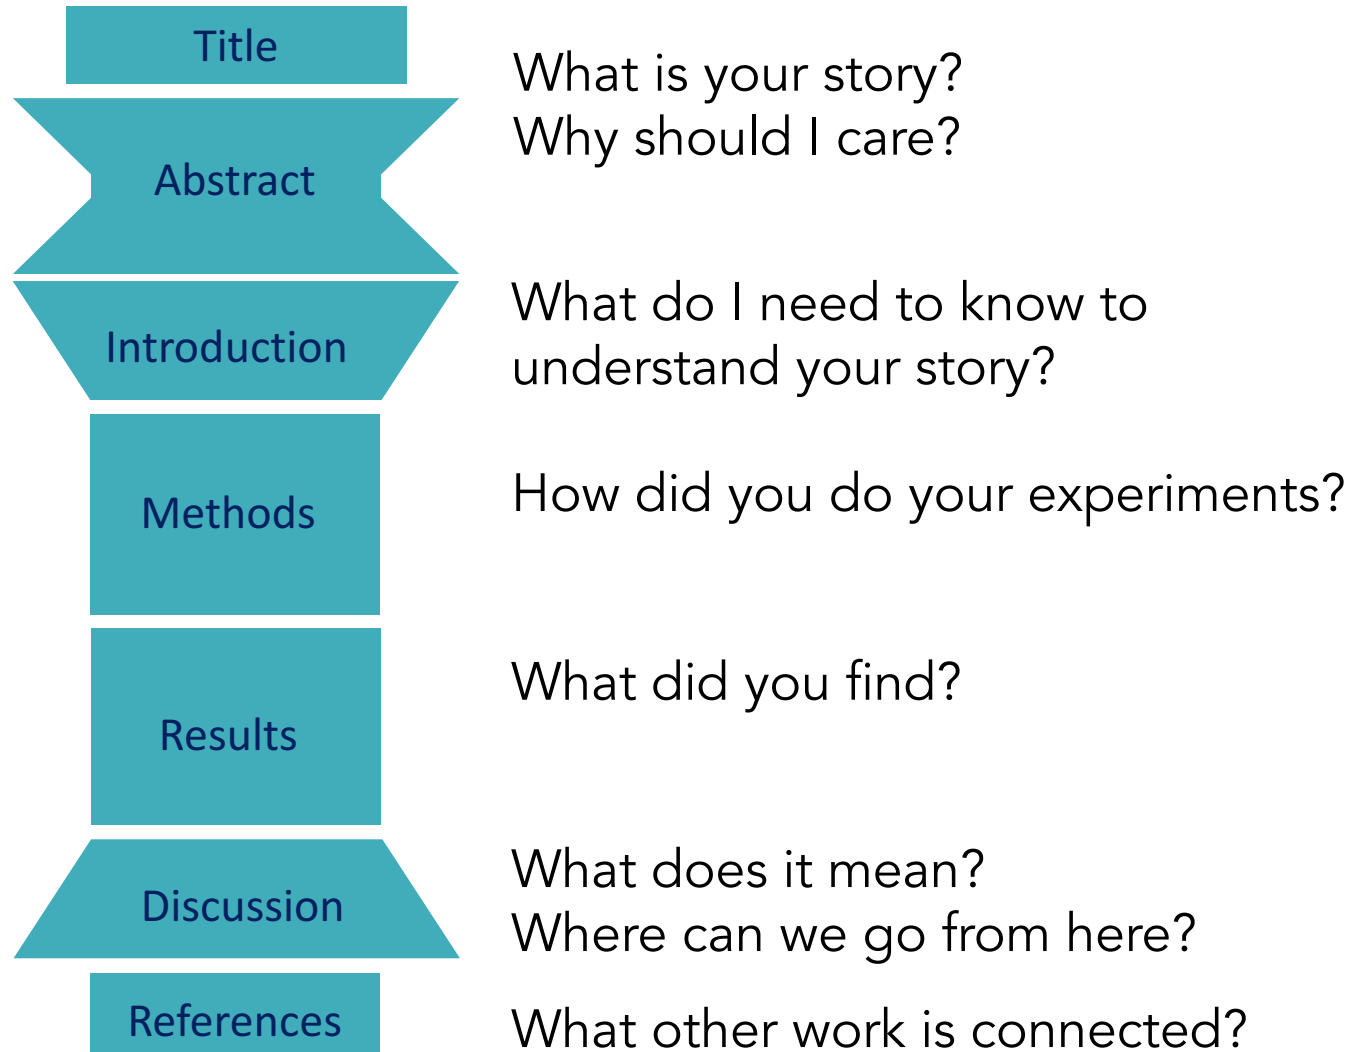 Title
What is your story?
Why should I care?
Abstract
What do I need to know to
understand your story?
Introduction
Methods
How did you do your experiments?
Results
What did you find?
Discussion
What does it mean?
Where can we go from here?
References
What other work is connected?